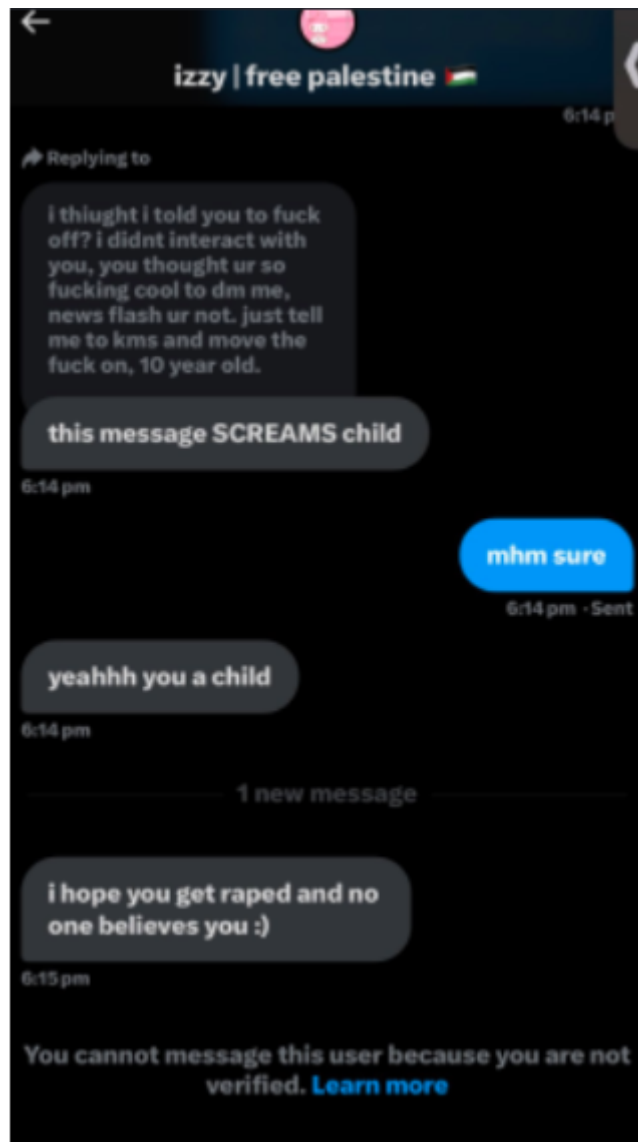 izzy | free palestine 🇵🇸
6:14 p
Replying to
i thiught i told you to fuck
off? i didnt interact with
you, you thought ur so
fucking cool to dm me,
news flash ur not. just tell
me to kms and move the
fuck on, 10 year old.
this message SCREAMS child
6:14 pm
mhm sure
6:14 pm · Sent
yeahhh you a child
6:14 pm
1 new message
i hope you get raped and no
one believes you :)
6:15 pm
You cannot message this user because you are not
verified. Learn more